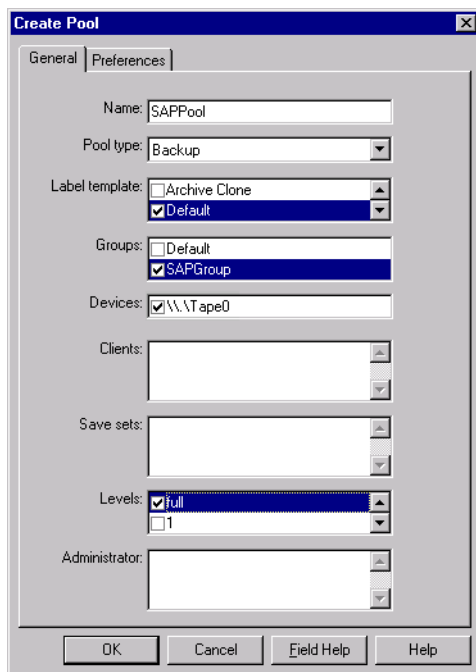 Create Pool
General Preferences
Name: SAPPool
Pool type: Backup
Label template: Archive Clone
Default
Groups: Default
SAPGroup
Devices: \\.\Tape0
Clients:
Save sets:
Levels: full
1
Administrator:
OK Cancel Field Help Help